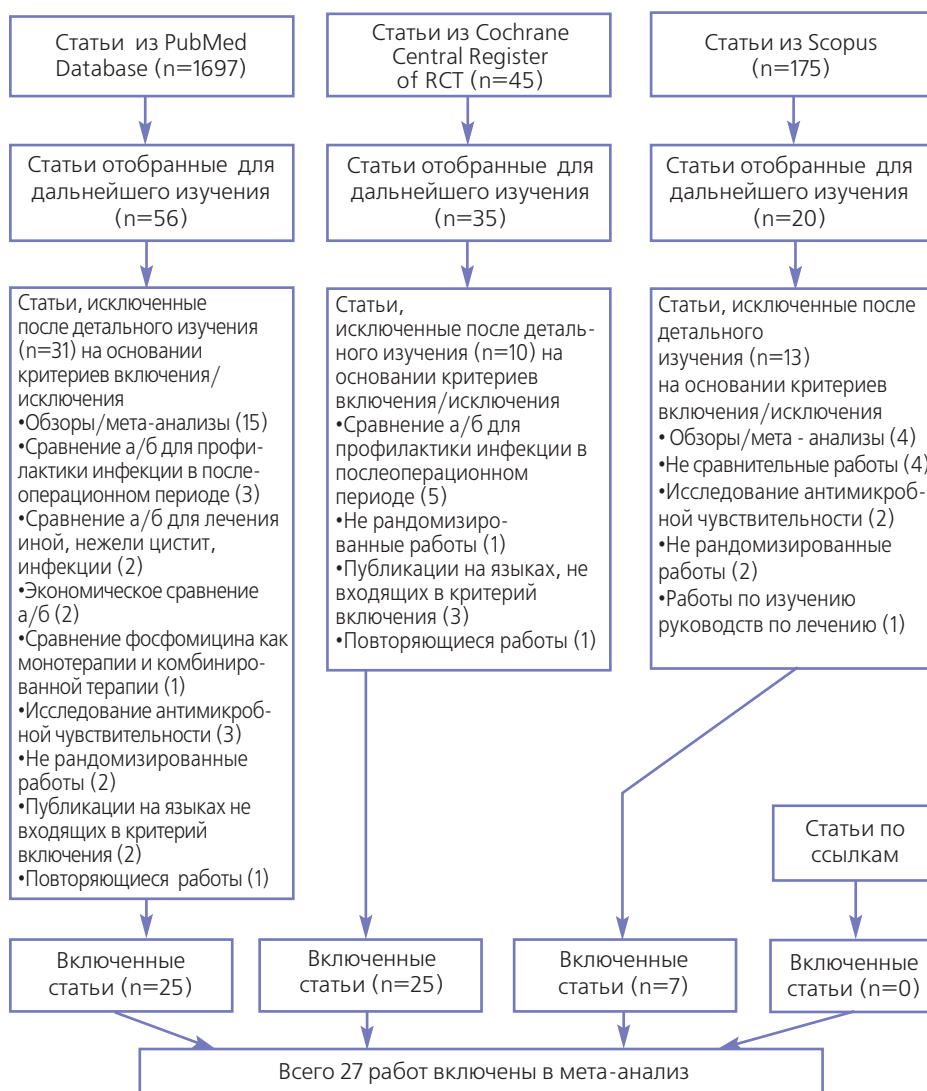 Статьи из PubMed
Database (n=1697)
Статьи из Cochrane
Central Register
of RCT (n=45)
Статьи из Scopus
(n=175)
Статьи отобранные для
дальнейшего изучения
(n=56)
Статьи отобранные для
дальнейшего изучения
(n=35)
Статьи отобранные для
дальнейшего изучения
(n=20)
Статьи, исключенные
после детального изучения
(n=31) на основании
критериев включения/
исключения
•Обзоры/мета-анализы (15)
•Сравнение а/б для профи-
лактики инфекции в после-
операционном периоде (3)
•Сравнение а/б для лечения
иной, нежели цистит,
инфекции (2)
•Экономическое сравнение
а/б (2)
•Сравнение фосфомицина как
монотерапии и комбиниро-
ванной терапии (1)
•Исследование антимикроб-
ной чувствительности (3)
•Не рандомизированные
работы (2)
•Публикации на языках не
входящих в критерий
включения (2)
•Повторяющиеся работы (1)
Статьи,
исключенные после деталь-
ного изучения (n=10) на
основании критериев
включения/исключения
•Сравнение а/б для
профилактики инфекции в
послеоперационном
периоде (5)
•Не рандомизиро-
ванные работы (1)
•Публикации на языках, не
входящих в критерий
включения (3)
•Повторяющиеся работы (1)
Статьи, исключенные после
детального
изучения (n=13)
на основании критериев
включения/исключения
• Обзоры/мета - анализы (4)
•Не сравнительные работы (4)
•Исследование антимикроб-
ной чувствительности (2)
•Не рандомизированные
работы (2)
•Работы по изучению
руководств по лечению (1)
Статьи по
ссылкам
Включенные
статьи (n=25)
Включенные
статьи (n=25)
Включенные
статьи (n=7)
Включенные
статьи (n=0)
Всего 27 работ включены в мета-анализ